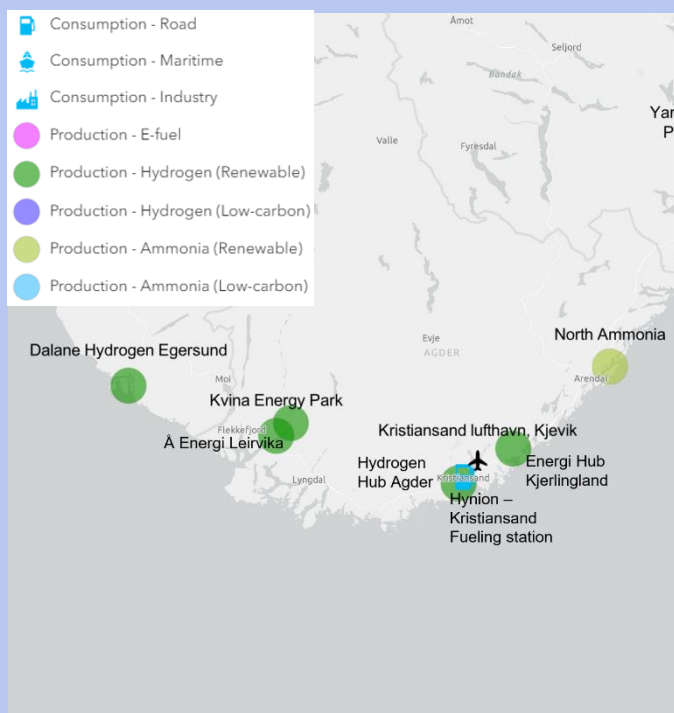 Consumption - Road
Consumption - Maritime
Consumption - Industry
Production - E-fuel
Production - Hydrogen (Renewable)
Production - Hydrogen (Low-carbon)
Production - Ammonia (Renewable)
Production - Ammonia (Low-carbon)
Åmot
Seljord
Bandak
Yar
P
Valle
Fyresdal
North Ammonia
Evje
AGDER
Dalane Hydrogen Egersund
Moi
Arendal
Kvina Energy Park
Flekkefjord
Å Energi Leirvika
Kristiansand lufthavn, Kjevik
Lyngdal
Hydrogen
Hub Agder
Kristiansand
Energi Hub
Kjerlingland
Hynion –
Kristiansand
Fueling station